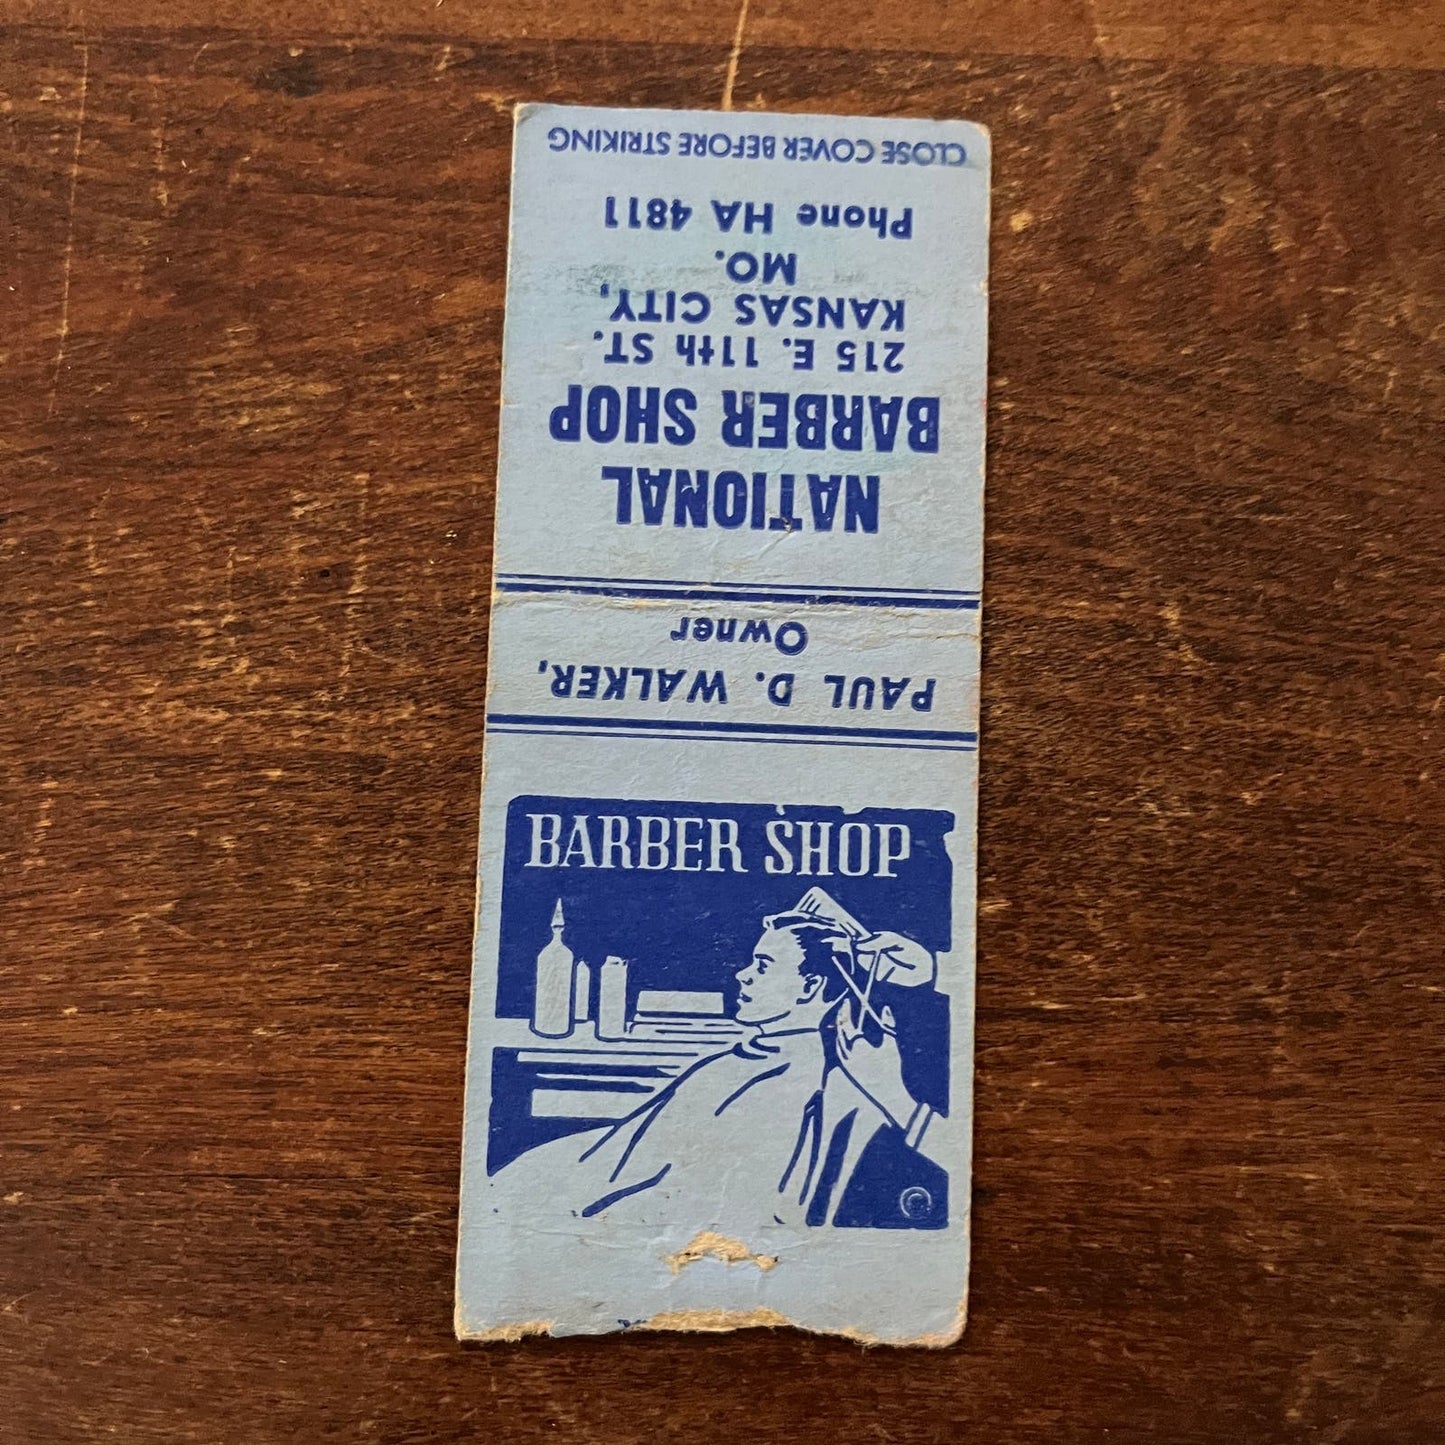 CLOSE COVER BEFORE STRIKING
NATIONAL
BARBER SHOP
215 E. 11th ST.
KANSAS CITY,
MO.
Phone HA 4811
PAUL D. WALKER,
Owner
BARBER SHOP
©